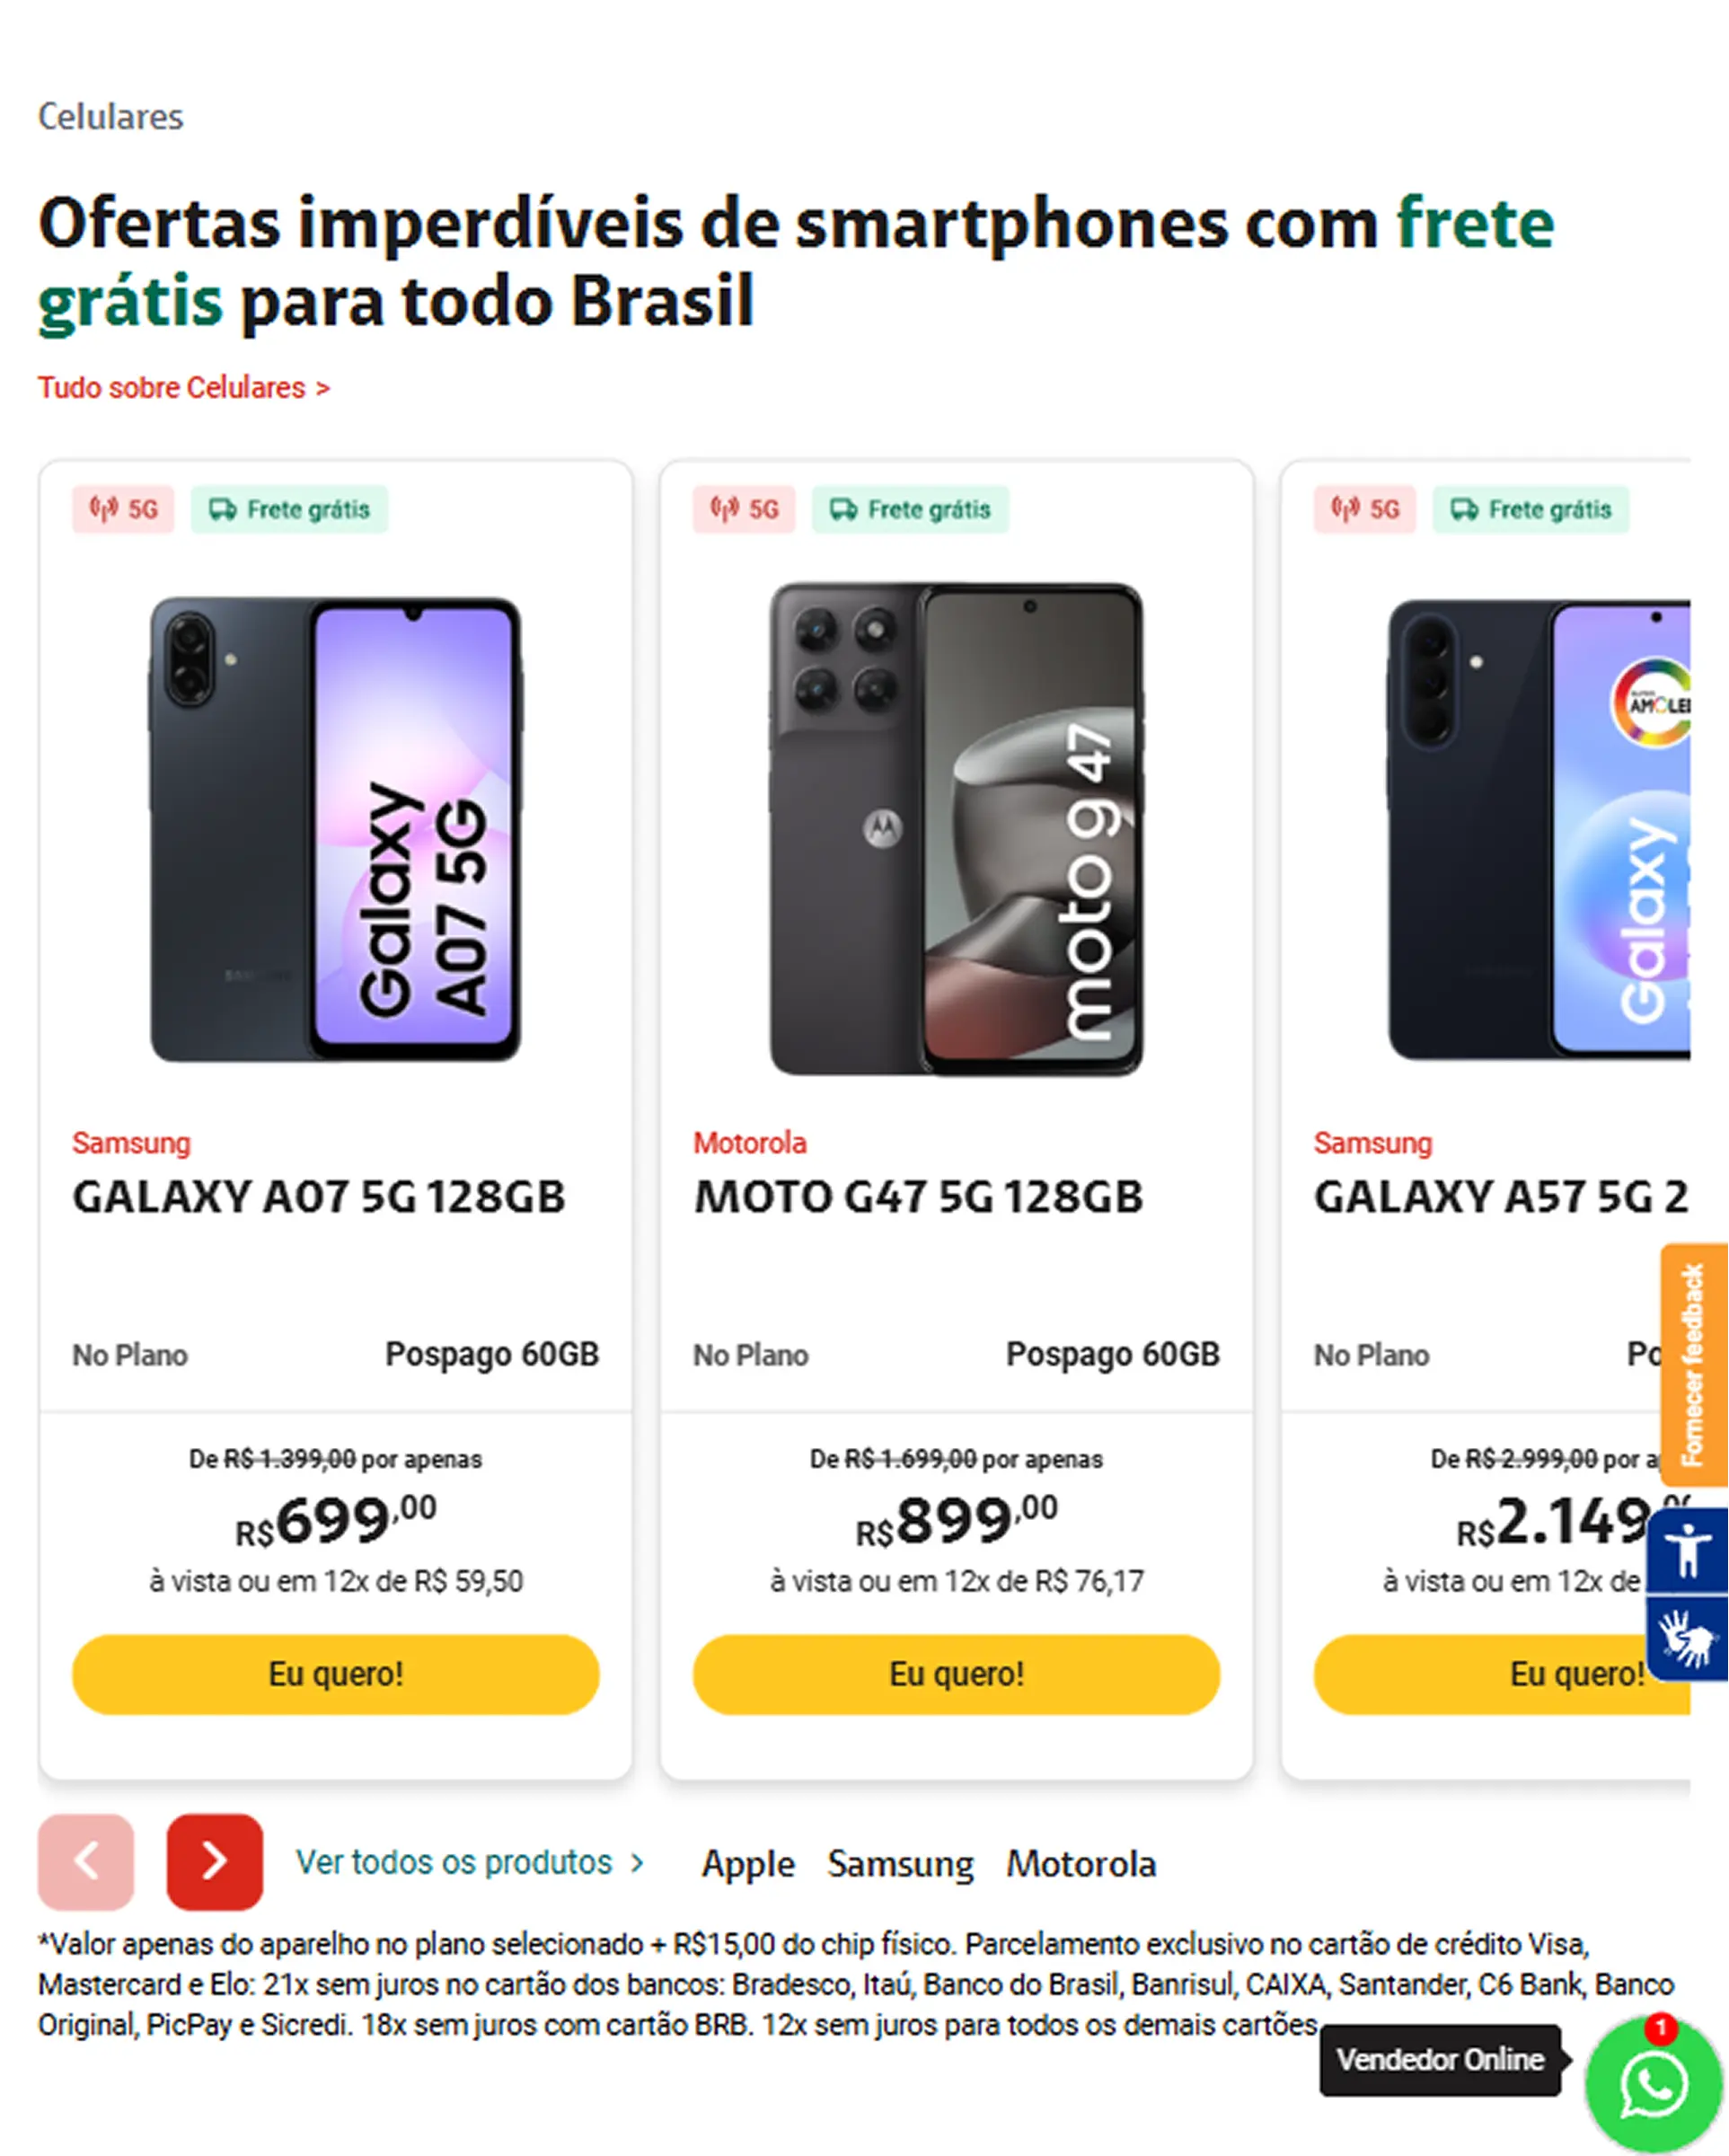 Celulares
Ofertas imperdíveis de smartphones com frete
grátis para todo Brasil
Tudo sobre Celulares >
5G Frete grátis
Galaxy
A07 5G
Samsung
GALAXY A07 5G 128GB
No Plano Pospago 60GB
De R$ 1.399,00 por apenas
R$699,00
à vista ou em 12x de R$ 59,50
Eu quero!
5G Frete grátis
moto g 47
Motorola
MOTO G47 5G 128GB
No Plano Pospago 60GB
De R$ 1.699,00 por apenas
R$899,00
à vista ou em 12x de R$ 76,17
Eu quero!
5G Frete grátis
Galaxy
Samsung
GALAXY A57 5G 2
No Plano Po
De R$ 2.999,00 por a
R$2.149
à vista ou em 12x de
Eu quero!
Fornecer feedback
Ver todos os produtos >
Apple Samsung Motorola
*Valor apenas do aparelho no plano selecionado + R$15,00 do chip físico. Parcelamento exclusivo no cartão de crédito Visa,
Mastercard e Elo: 21x sem juros no cartão dos bancos: Bradesco, Itaú, Banco do Brasil, Banrisul, CAIXA, Santander, C6 Bank, Banco
Original, PicPay e Sicredi. 18x sem juros com cartão BRB. 12x sem juros para todos os demais cartões
Vendedor Online
1